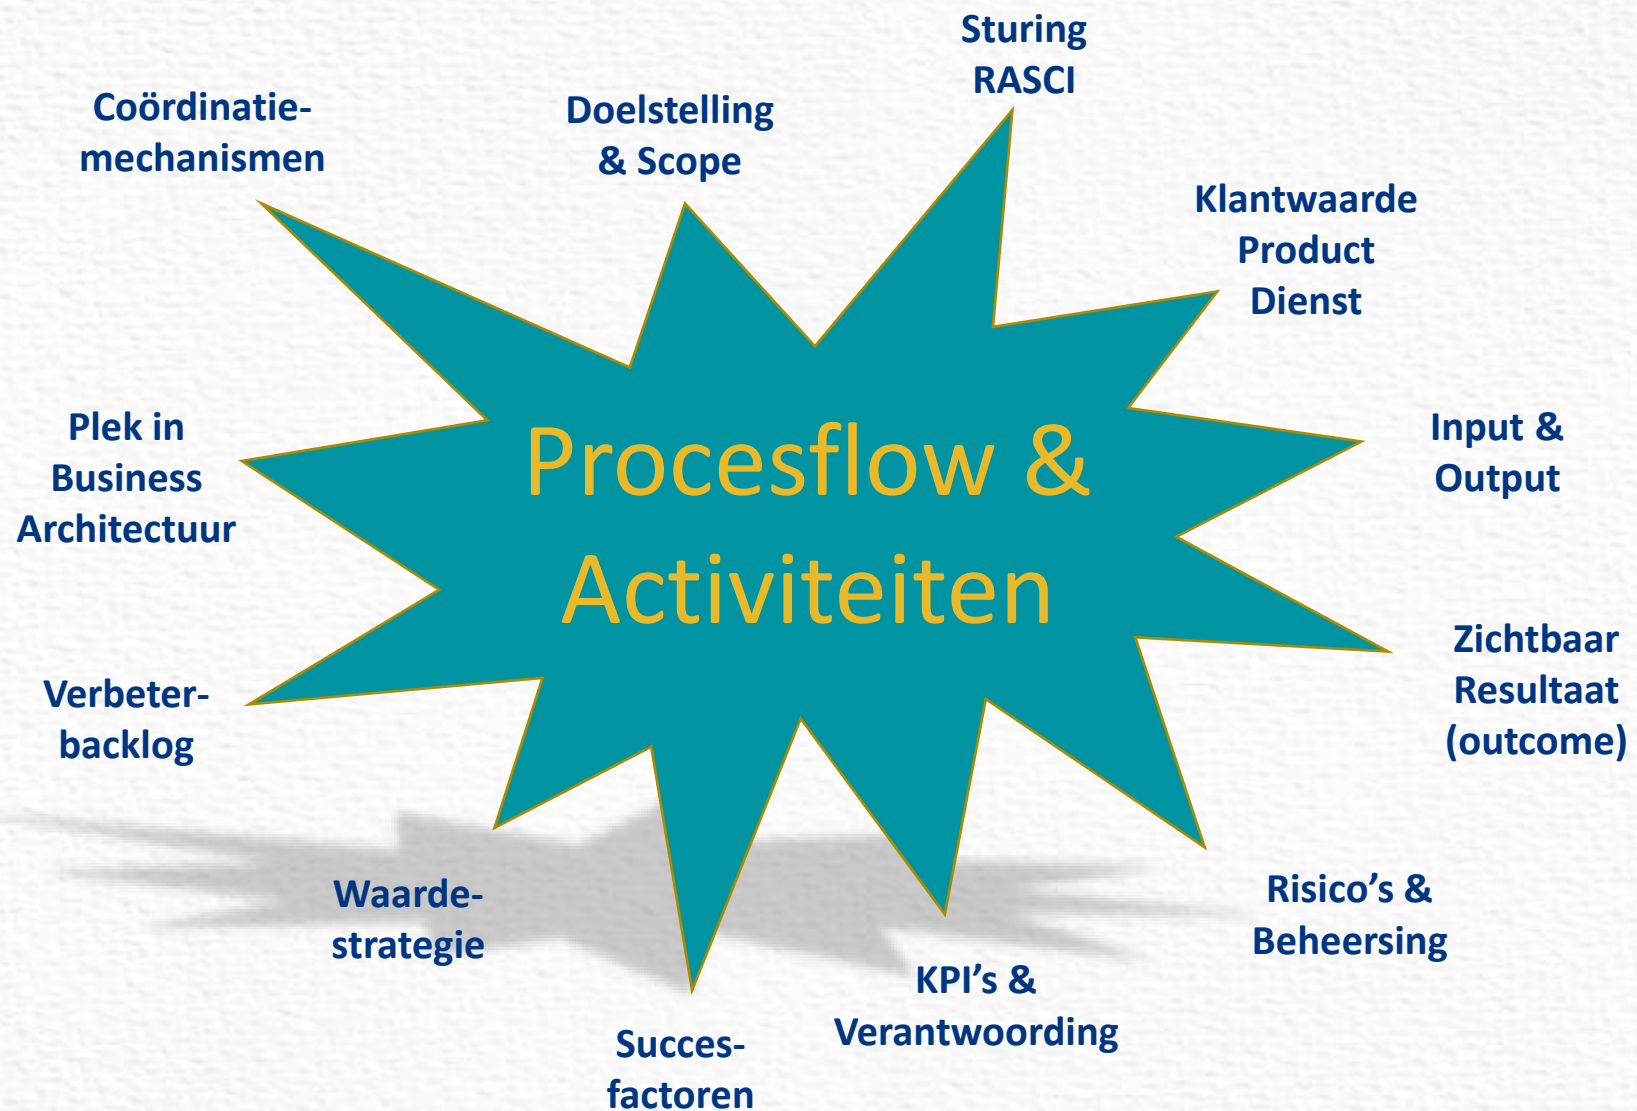 Sturing
RASCI
Coördinatie-
mechanismen
Doelstelling
& Scope
Klantwaarde
Product
Dienst
Plek in
Business
Architectuur
Procesflow &
Activiteiten
Input &
Output
Zichtbaar
Resultaat
(outcome)
Verbeter-
backlog
Waarde-
strategie
Risico’s &
Beheersing
KPI’s &
Verantwoording
Succes-
factoren